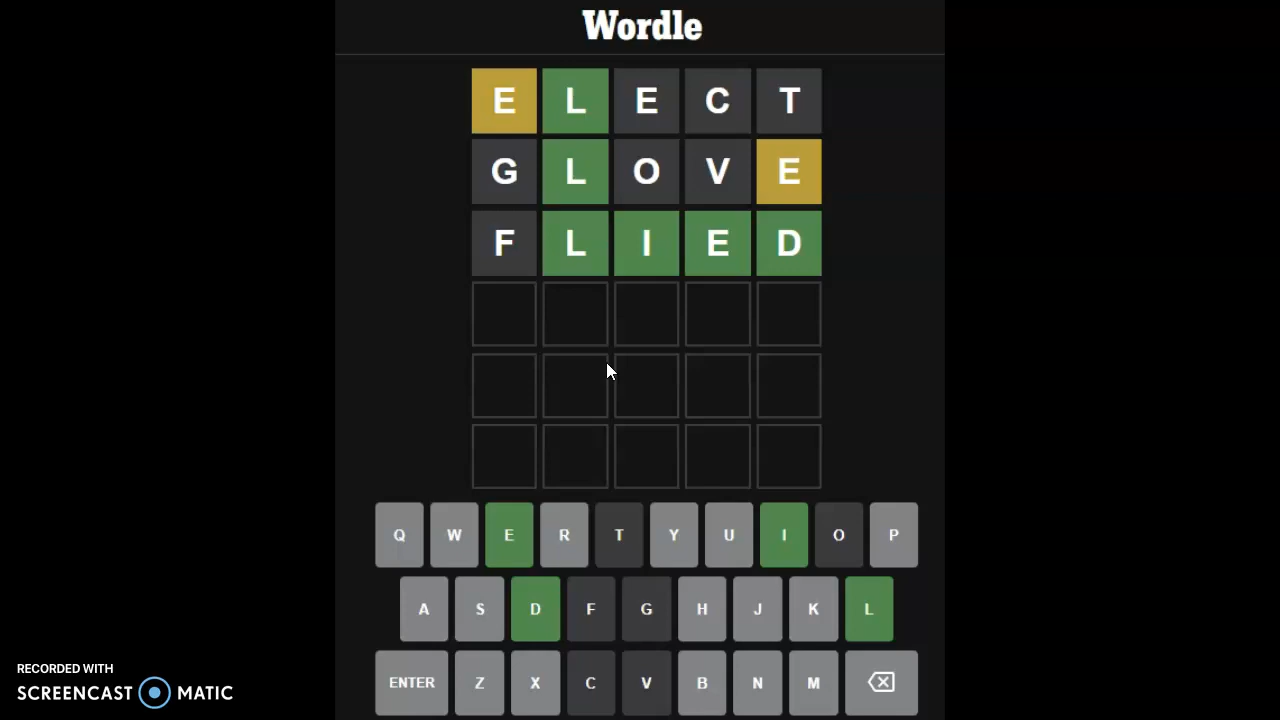 Wordle
E L E C T
G L O V E
F L I E D
Q W E R T Y U I O P
A S D F G H J K L
ENTER Z X C V B N M
RECORDED WITH
SCREENCAST MATIC